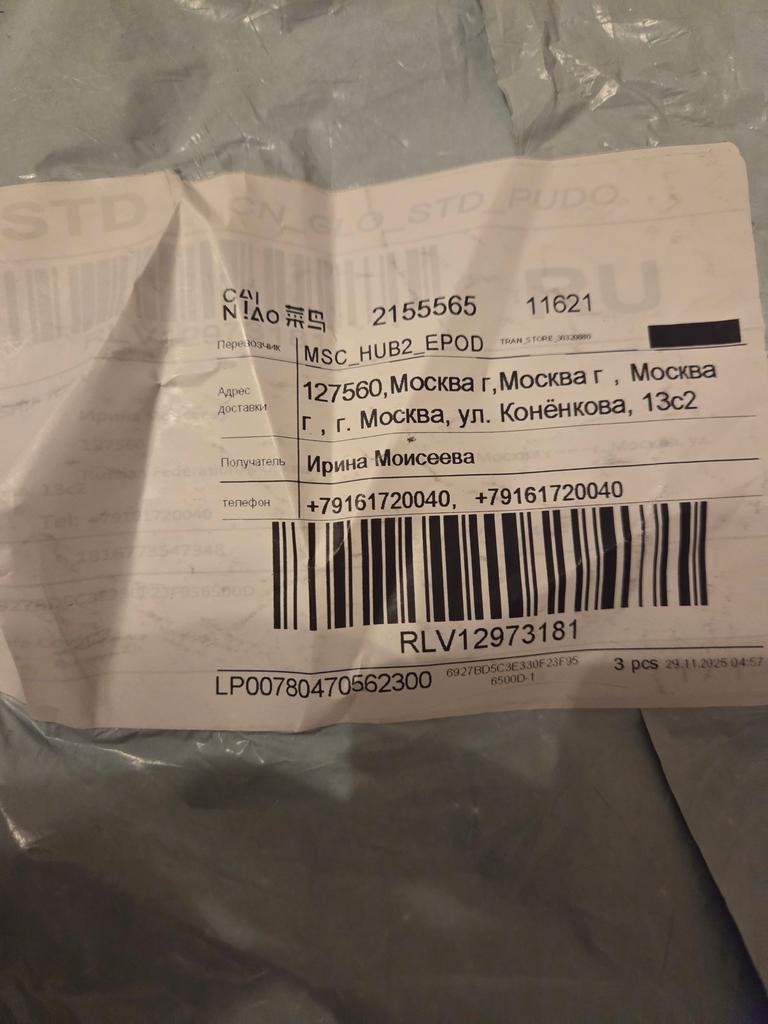 STD CN_GLO_STD_PUDO
RU
CAI
NIAO 菜鸟 2155565 11621
Перевозчик MSC_HUB2_EPOD TRAN_STORE_30329880
Адрес доставки 127560,Москва г,Москва г , Москва
г , г. Москва, ул. Конёнкова, 13с2
Получатель Ирина Моисеева
телефон +79161720040, +79161720040
RLV12973181
LP00780470562300 6927BD5C3E330F23F95
6500D-1 3 pcs 29.11.2025 04:57